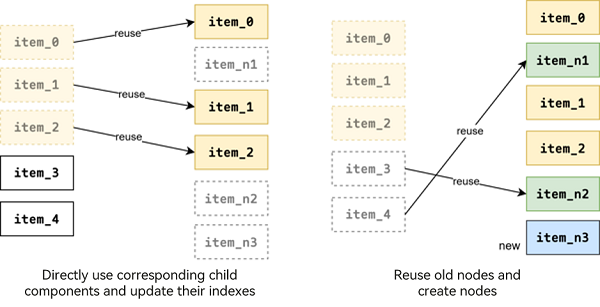 item_0
item_1
item_2
item_3
item_4
reuse
reuse
reuse
item_0
item_n1
item_1
item_2
item_n2
item_n3
Directly use corresponding child
components and update their indexes
item_0
item_1
item_2
item_3
item_4
reuse
reuse
new
item_0
item_n1
item_1
item_2
item_n2
item_n3
Reuse old nodes and
create nodes